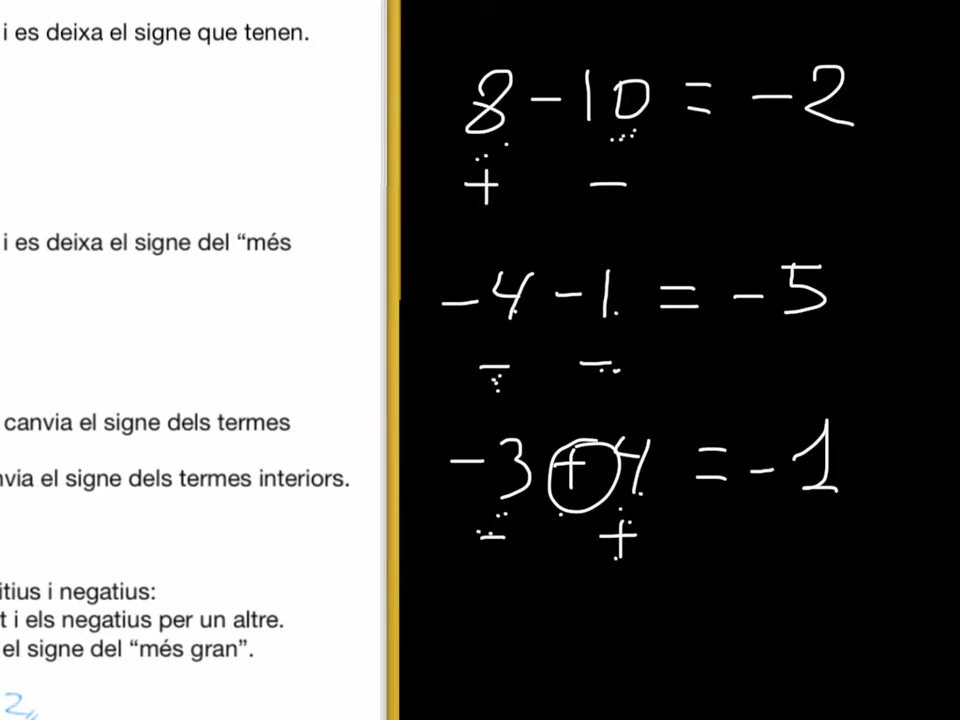 i es deixa el signe que tenen.
i es deixa el signe del “més
canvia el signe dels termes
nvia el signe dels termes interiors.
itius i negatius:
t i els negatius per un altre.
el signe del “més gran”.
2
8 - 10 = -2
+ -
-4 - 1 = -5
- -
-3 + 4 = -1
- +